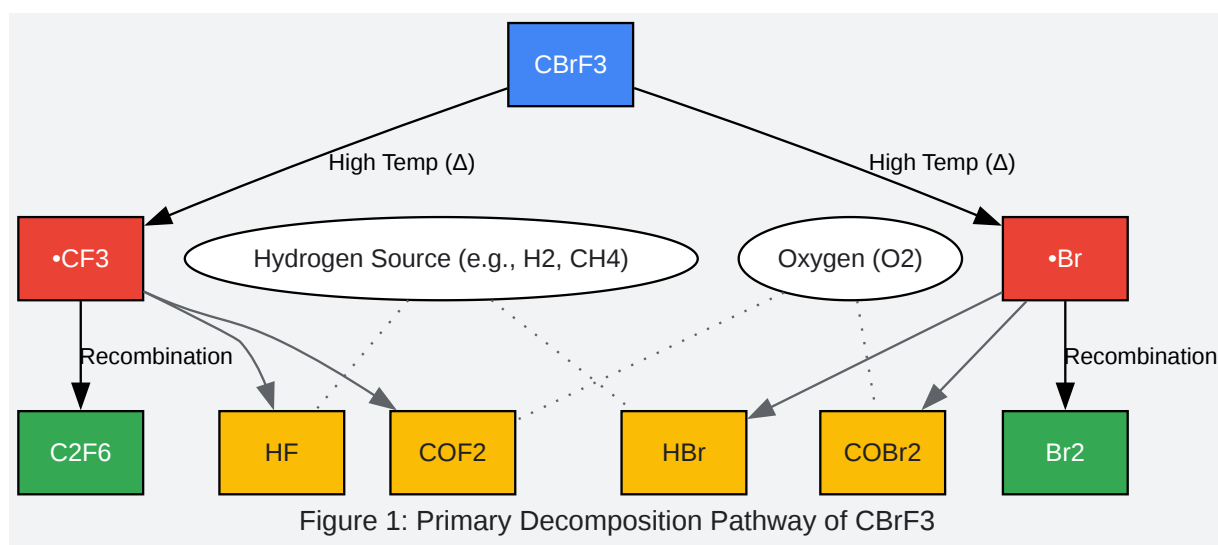 CBrF3
High Temp (Δ)
High Temp (Δ)
•CF3
Hydrogen Source (e.g., H2, CH4)
Oxygen (O2)
•Br
Recombination
Recombination
C2F6
HF
COF2
HBr
COBr2
Br2
Figure 1: Primary Decomposition Pathway of CBrF3